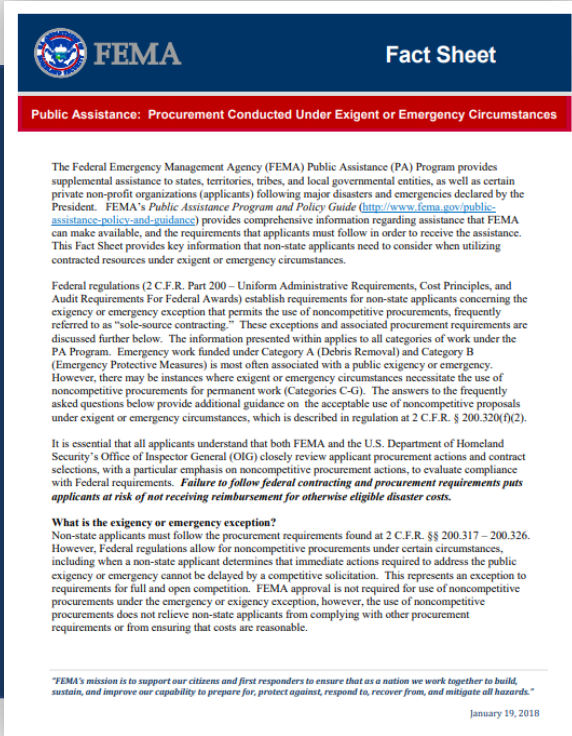 FEMA
Fact Sheet
Public Assistance: Procurement Conducted Under Exigent or Emergency Circumstances
The Federal Emergency Management Agency (FEMA) Public Assistance (PA) Program provides
supplemental assistance to states, territories, tribes, and local governmental entities, as well as certain
private non-profit organizations (applicants) following major disasters and emergencies declared by the
President. FEMA's Public Assistance Program and Policy Guide (http://www.fema.gov/public-
assistance-policy-and-guidance) provides comprehensive information regarding assistance that FEMA
can make available, and the requirements that applicants must follow in order to receive the assistance.
This Fact Sheet provides key information that non-state applicants need to consider when utilizing
contracted resources under exigent or emergency circumstances.
Federal regulations (2 C.F.R. Part 200 – Uniform Administrative Requirements, Cost Principles, and
Audit Requirements For Federal Awards) establish requirements for non-state applicants concerning the
exigency or emergency exception that permits the use of noncompetitive procurements, frequently
referred to as “sole-source contracting.” These exceptions and associated procurement requirements are
discussed further below. The information presented within applies to all categories of work under the
PA Program. Emergency work funded under Category A (Debris Removal) and Category B
(Emergency Protective Measures) is most often associated with a public exigency or emergency.
However, there may be instances where exigent or emergency circumstances necessitate the use of
noncompetitive procurements for permanent work (Categories C-G). The answers to the frequently
asked questions below provide additional guidance on the acceptable use of noncompetitive proposals
under exigent or emergency circumstances, which is described in regulation at 2 C.F.R. § 200.320(f)(2).
It is essential that all applicants understand that both FEMA and the U.S. Department of Homeland
Security's Office of Inspector General (OIG) closely review applicant procurement actions and contract
selections, with a particular emphasis on noncompetitive procurement actions, to evaluate compliance
with Federal requirements. Failure to follow federal contracting and procurement requirements puts
applicants at risk of not receiving reimbursement for otherwise eligible disaster costs.
What is the exigency or emergency exception?
Non-state applicants must follow the procurement requirements found at 2 C.F.R. §§ 200.317 – 200.326.
However, Federal regulations allow for noncompetitive procurements under certain circumstances,
including when a non-state applicant determines that immediate actions required to address the public
exigency or emergency cannot be delayed by a competitive solicitation. This represents an exception to
requirements for full and open competition. FEMA approval is not required for use of noncompetitive
procurements under the emergency or exigency exception, however, the use of noncompetitive
procurements does not relieve non-state applicants from complying with other procurement
requirements or from ensuring that costs are reasonable.
"FEMA's mission is to support our citizens and first responders to ensure that as a nation we work together to build,
sustain, and improve our capability to prepare for, protect against, respond to, recover from, and mitigate all hazards."
January 19, 2018